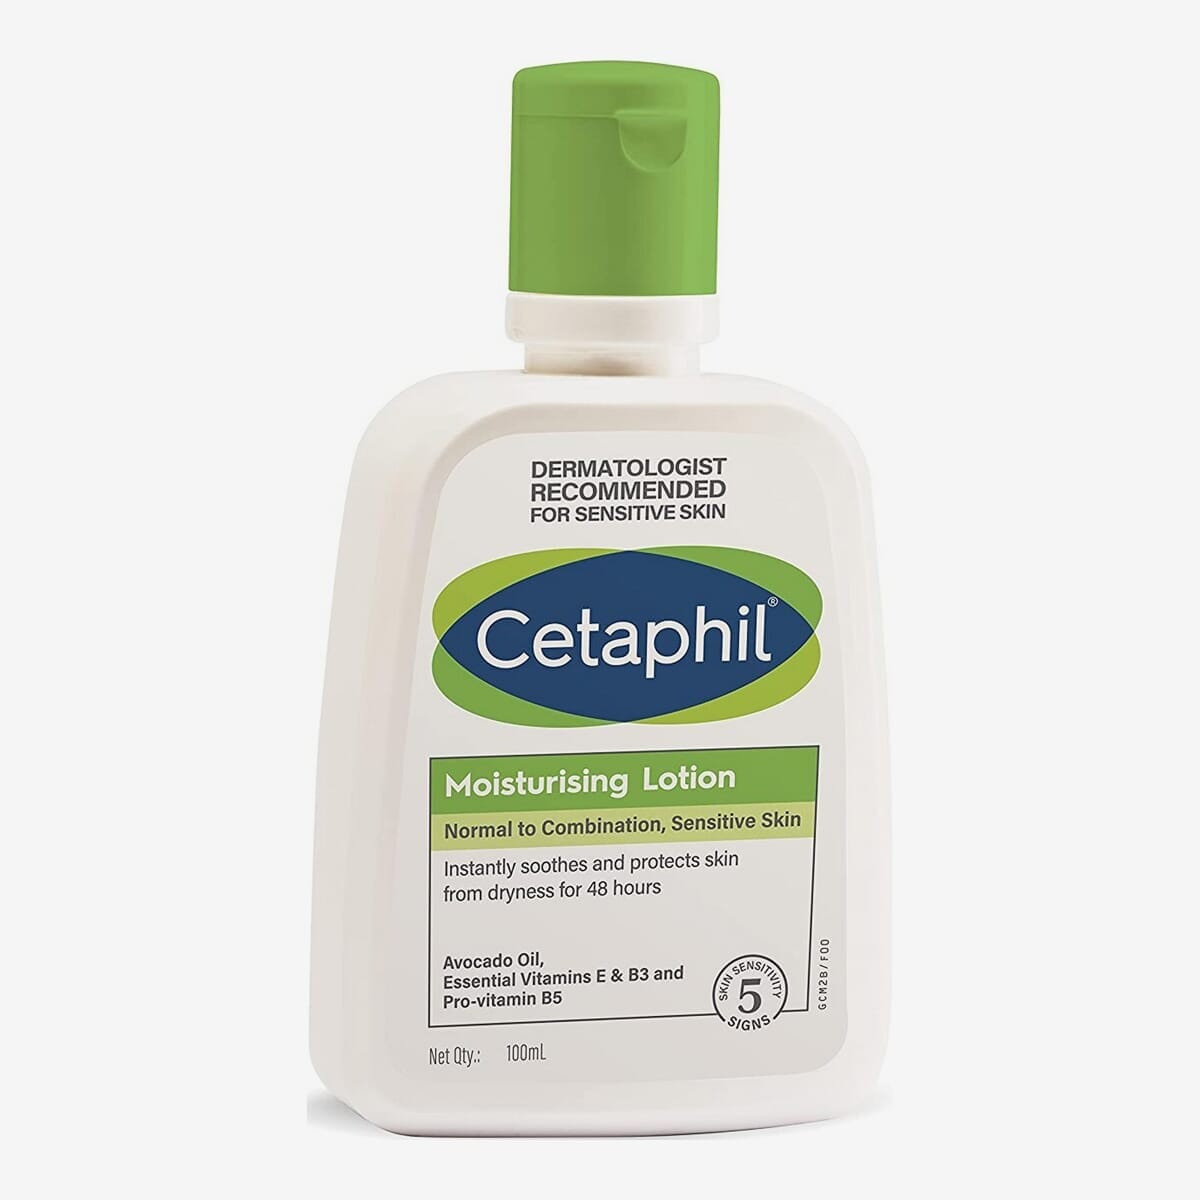 DERMATOLOGIST
RECOMMENDED
FOR SENSITIVE SKIN
Cetaphil®
Moisturising Lotion
Normal to Combination, Sensitive Skin
Instantly soothes and protects skin
from dryness for 48 hours
Avocado Oil,
Essential Vitamins E & B3 and
Pro-vitamin B5
SKIN SENSITIVITY
5
SIGNS
GCM2B/F00
Net Qty.: 100mL